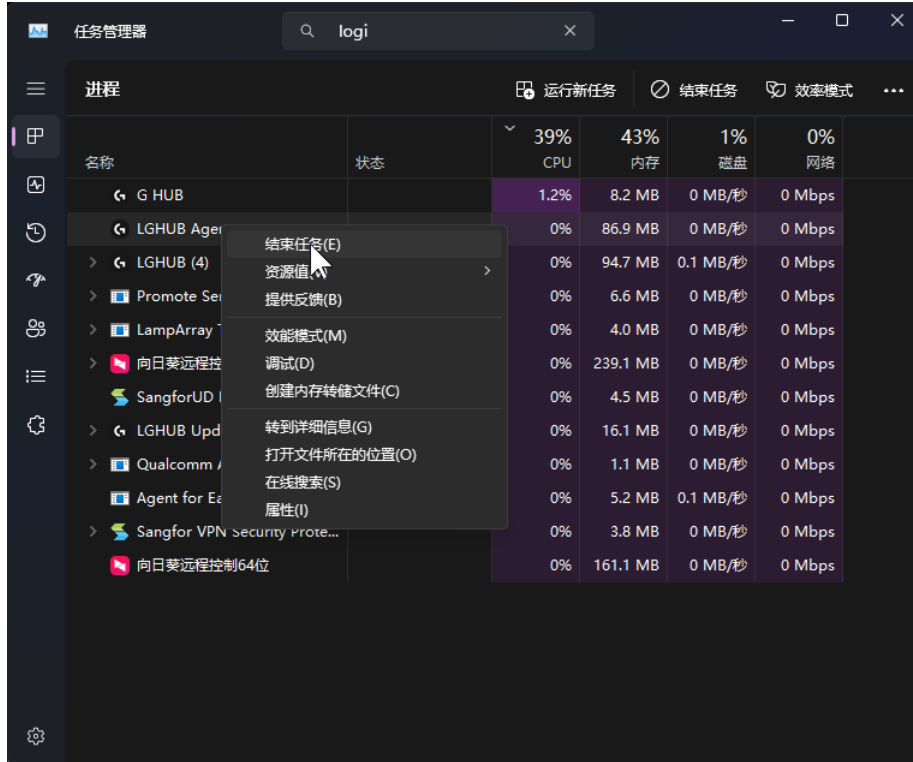 任务管理器 logi
进程 运行新任务 结束任务 效率模式
39% 43% 1% 0%
名称 状态 CPU 内存 磁盘 网络
G HUB 1.2% 8.2 MB 0 MB/秒 0 Mbps
LGHUB Age 0% 86.9 MB 0 MB/秒 0 Mbps
结束任务(E)
LGHUB (4) 0% 94.7 MB 0.1 MB/秒 0 Mbps
资源值
Promote Se 0% 6.6 MB 0 MB/秒 0 Mbps
提供反馈(B)
LampArray 0% 4.0 MB 0 MB/秒 0 Mbps
效能模式(M)
向日葵远程控 0% 239.1 MB 0 MB/秒 0 Mbps
调试(D)
SangforUD 0% 4.5 MB 0 MB/秒 0 Mbps
创建内存转储文件(C)
LGHUB Upd 0% 16.1 MB 0 MB/秒 0 Mbps
转到详细信息(G)
Qualcomm 0% 1.1 MB 0 MB/秒 0 Mbps
打开文件所在的位置(O)
在线搜索(S)
Agent for Ea 0% 5.2 MB 0.1 MB/秒 0 Mbps
属性(I)
Sangfor VPN Security Prote... 0% 3.8 MB 0 MB/秒 0 Mbps
向日葵远程控制64位 0% 161.1 MB 0 MB/秒 0 Mbps